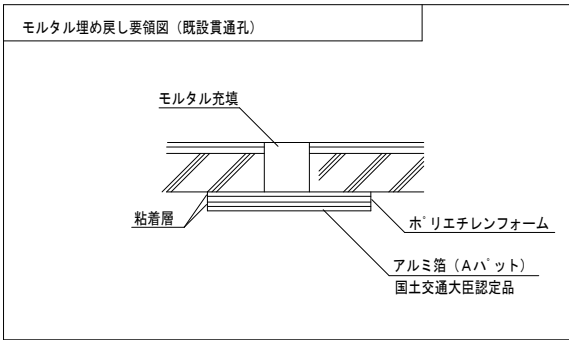 モルタル埋め戻し要領図（既設貫通孔）
モルタル充填
粘着層
ポリエチレンフォーム
アルミ箔（Aパット）
国土交通大臣認定品